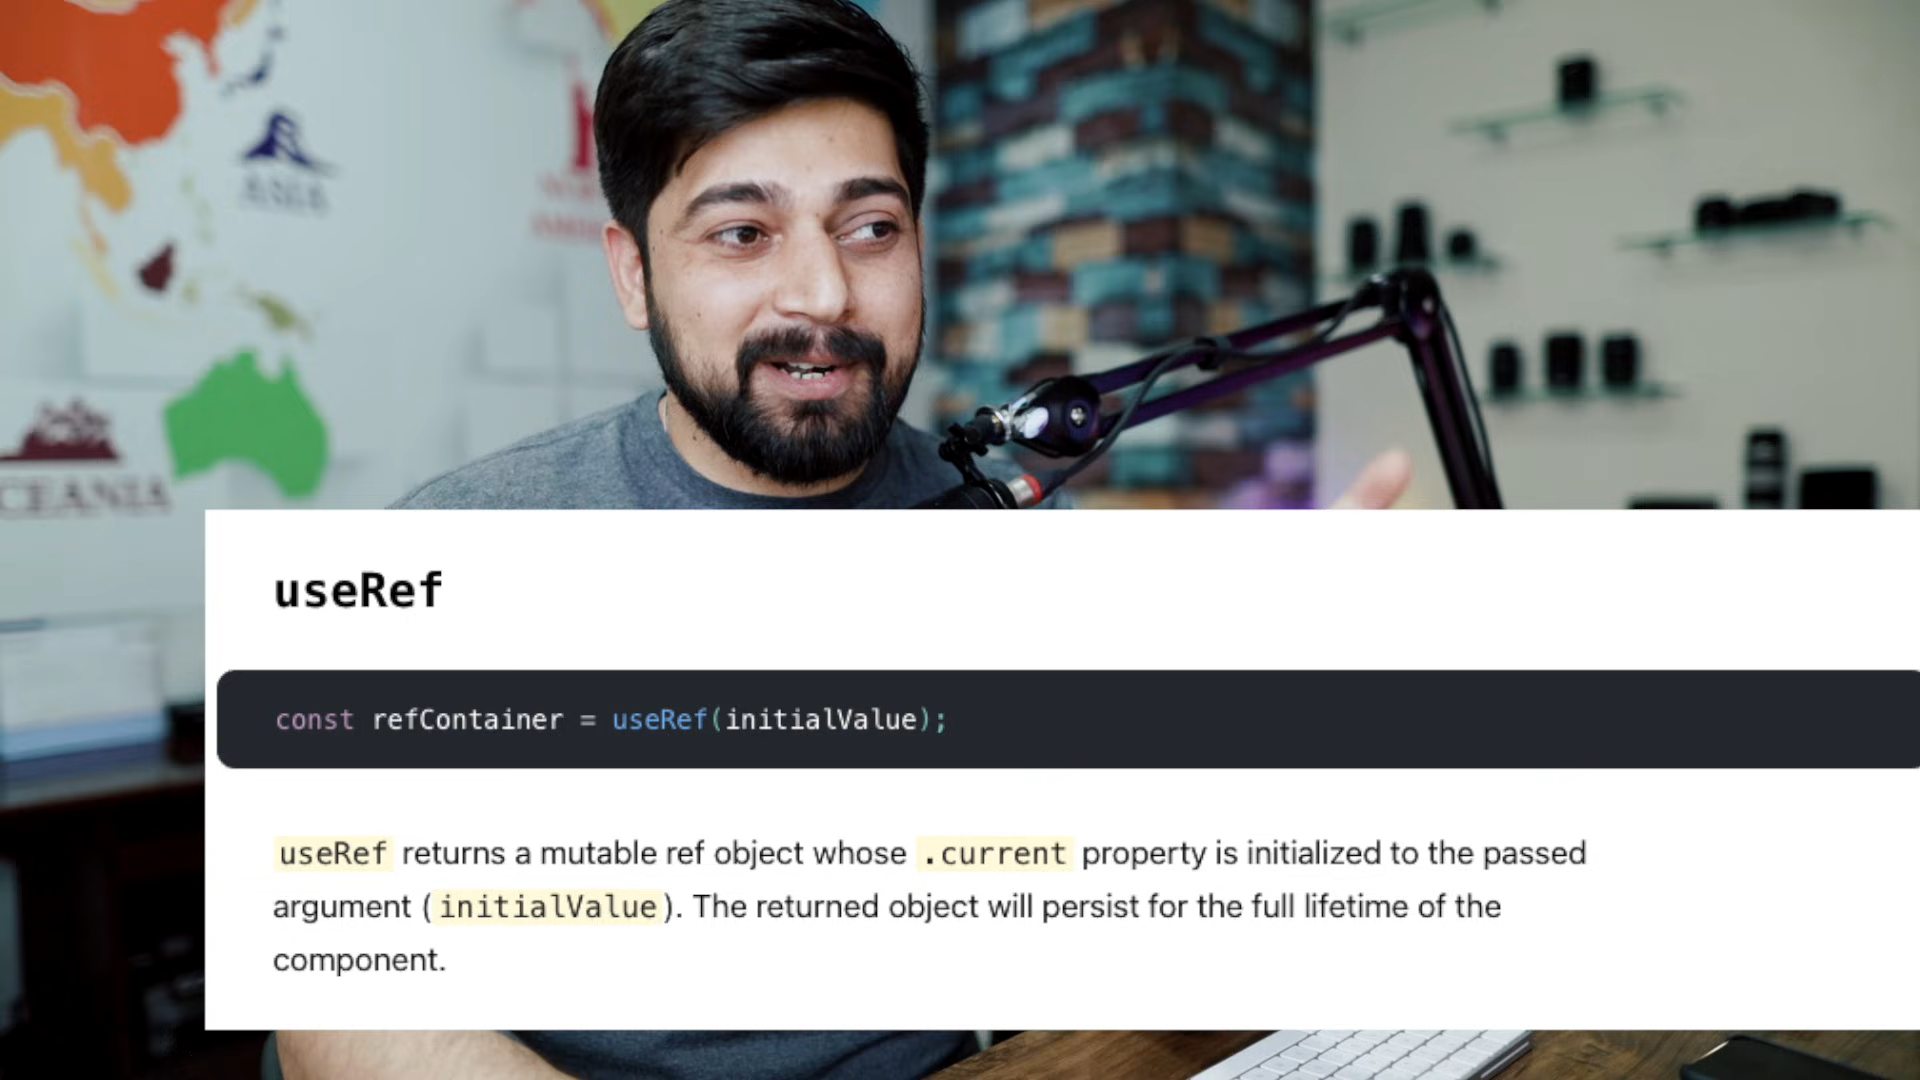 ASIA
CEANIA
useRef
const refContainer = useRef(initialValue);
useRef returns a mutable ref object whose .current property is initialized to the passed
argument (initialValue). The returned object will persist for the full lifetime of the
component.